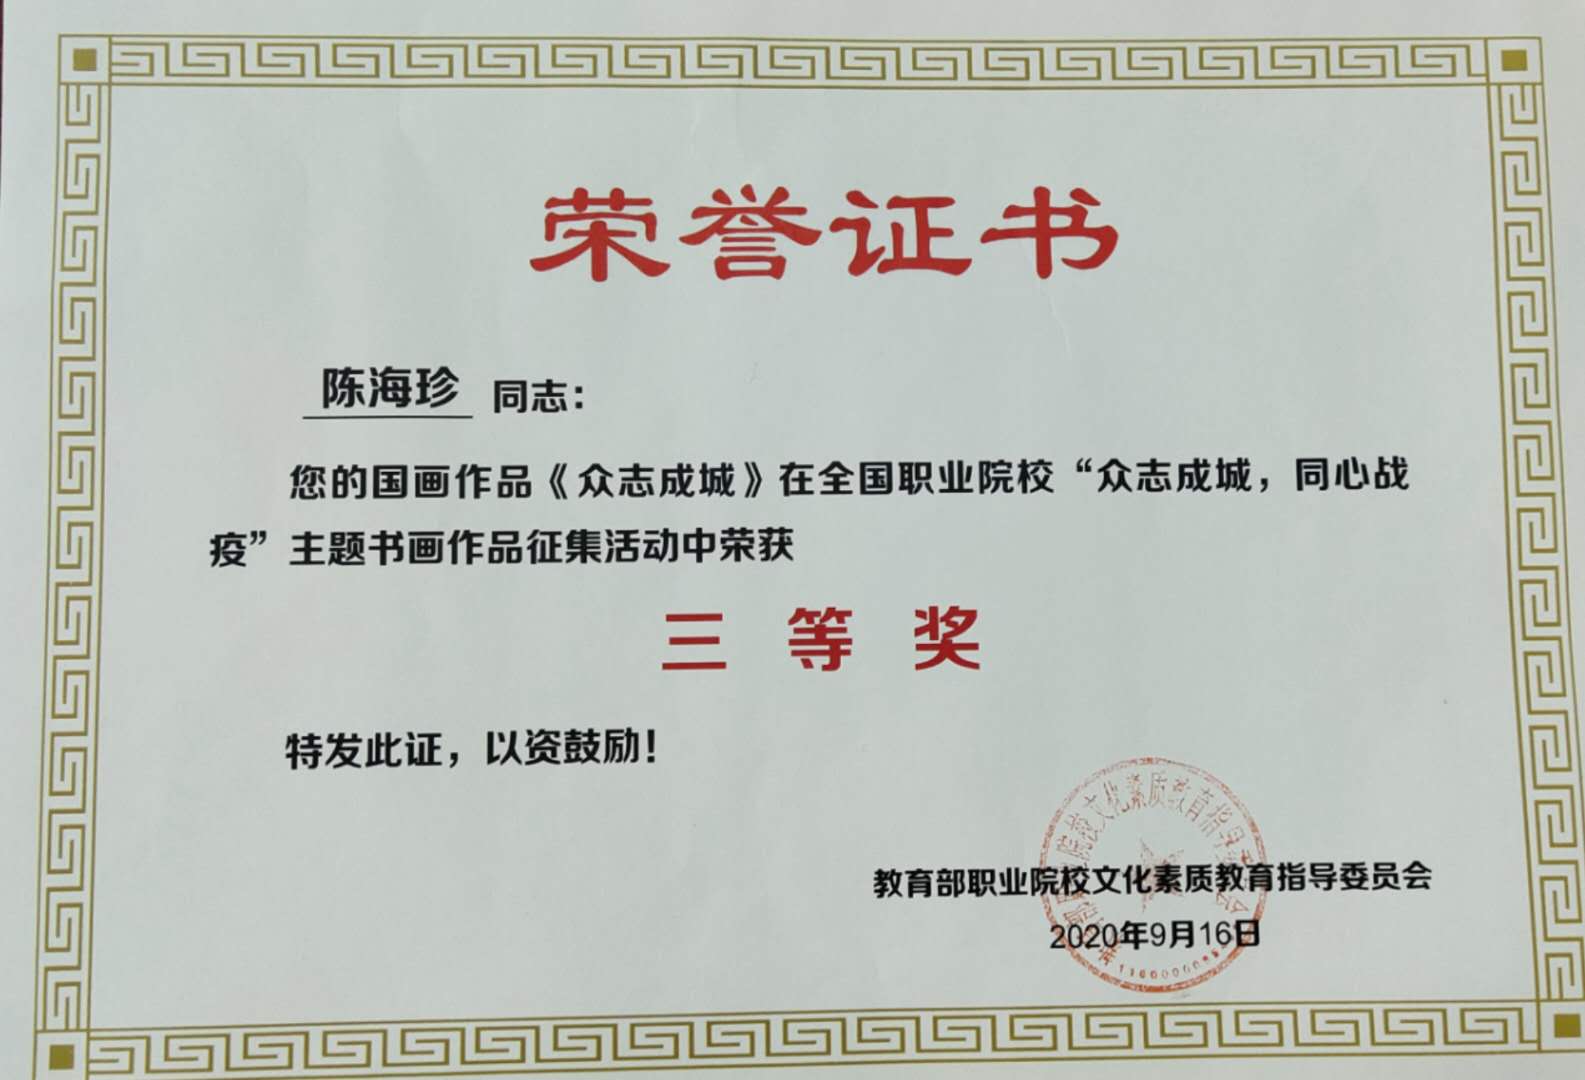 荣誉证书
陈海珍 同志：
您的国画作品《众志成城》在全国职业院校“众志成城，同心战
疫”主题书画作品征集活动中荣获
三等奖
特发此证，以资鼓励！
教育部职业院校文化素质教育指导委员会
2020年9月16日